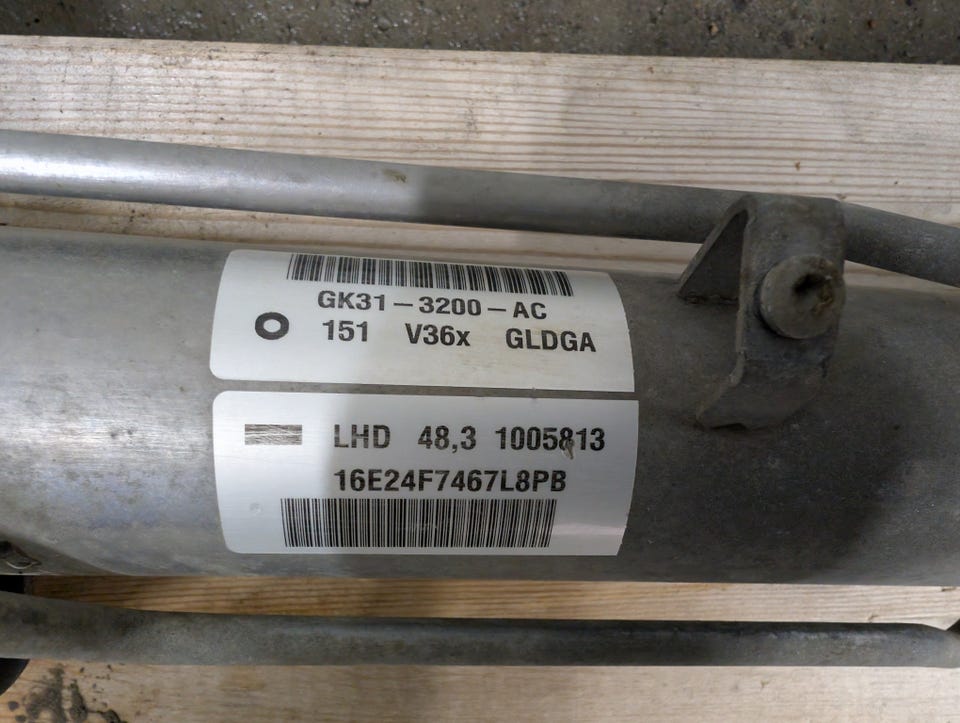 GK31-3200-AC
O 151 V36x GLDGA
LHD 48,3 1005813
16E24F7467L8PB